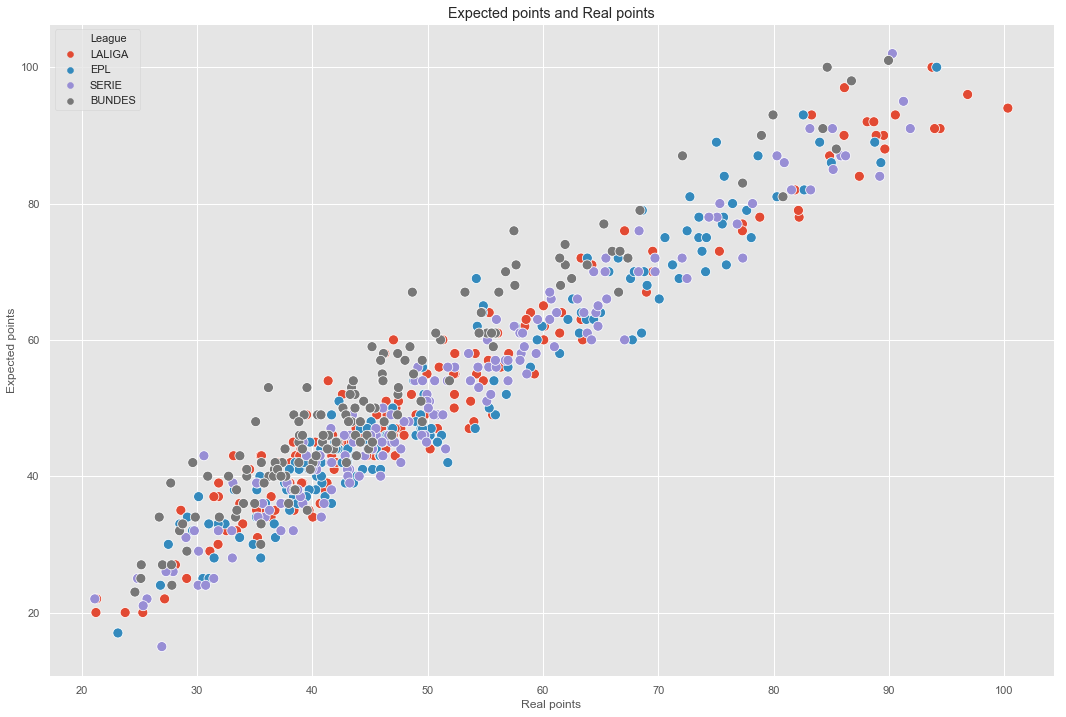 Expected points and Real points
League
LALIGA
EPL
SERIE
BUNDES
Expected points
100
80
60
40
20
20 30 40 50 60 70 80 90 100
Real points